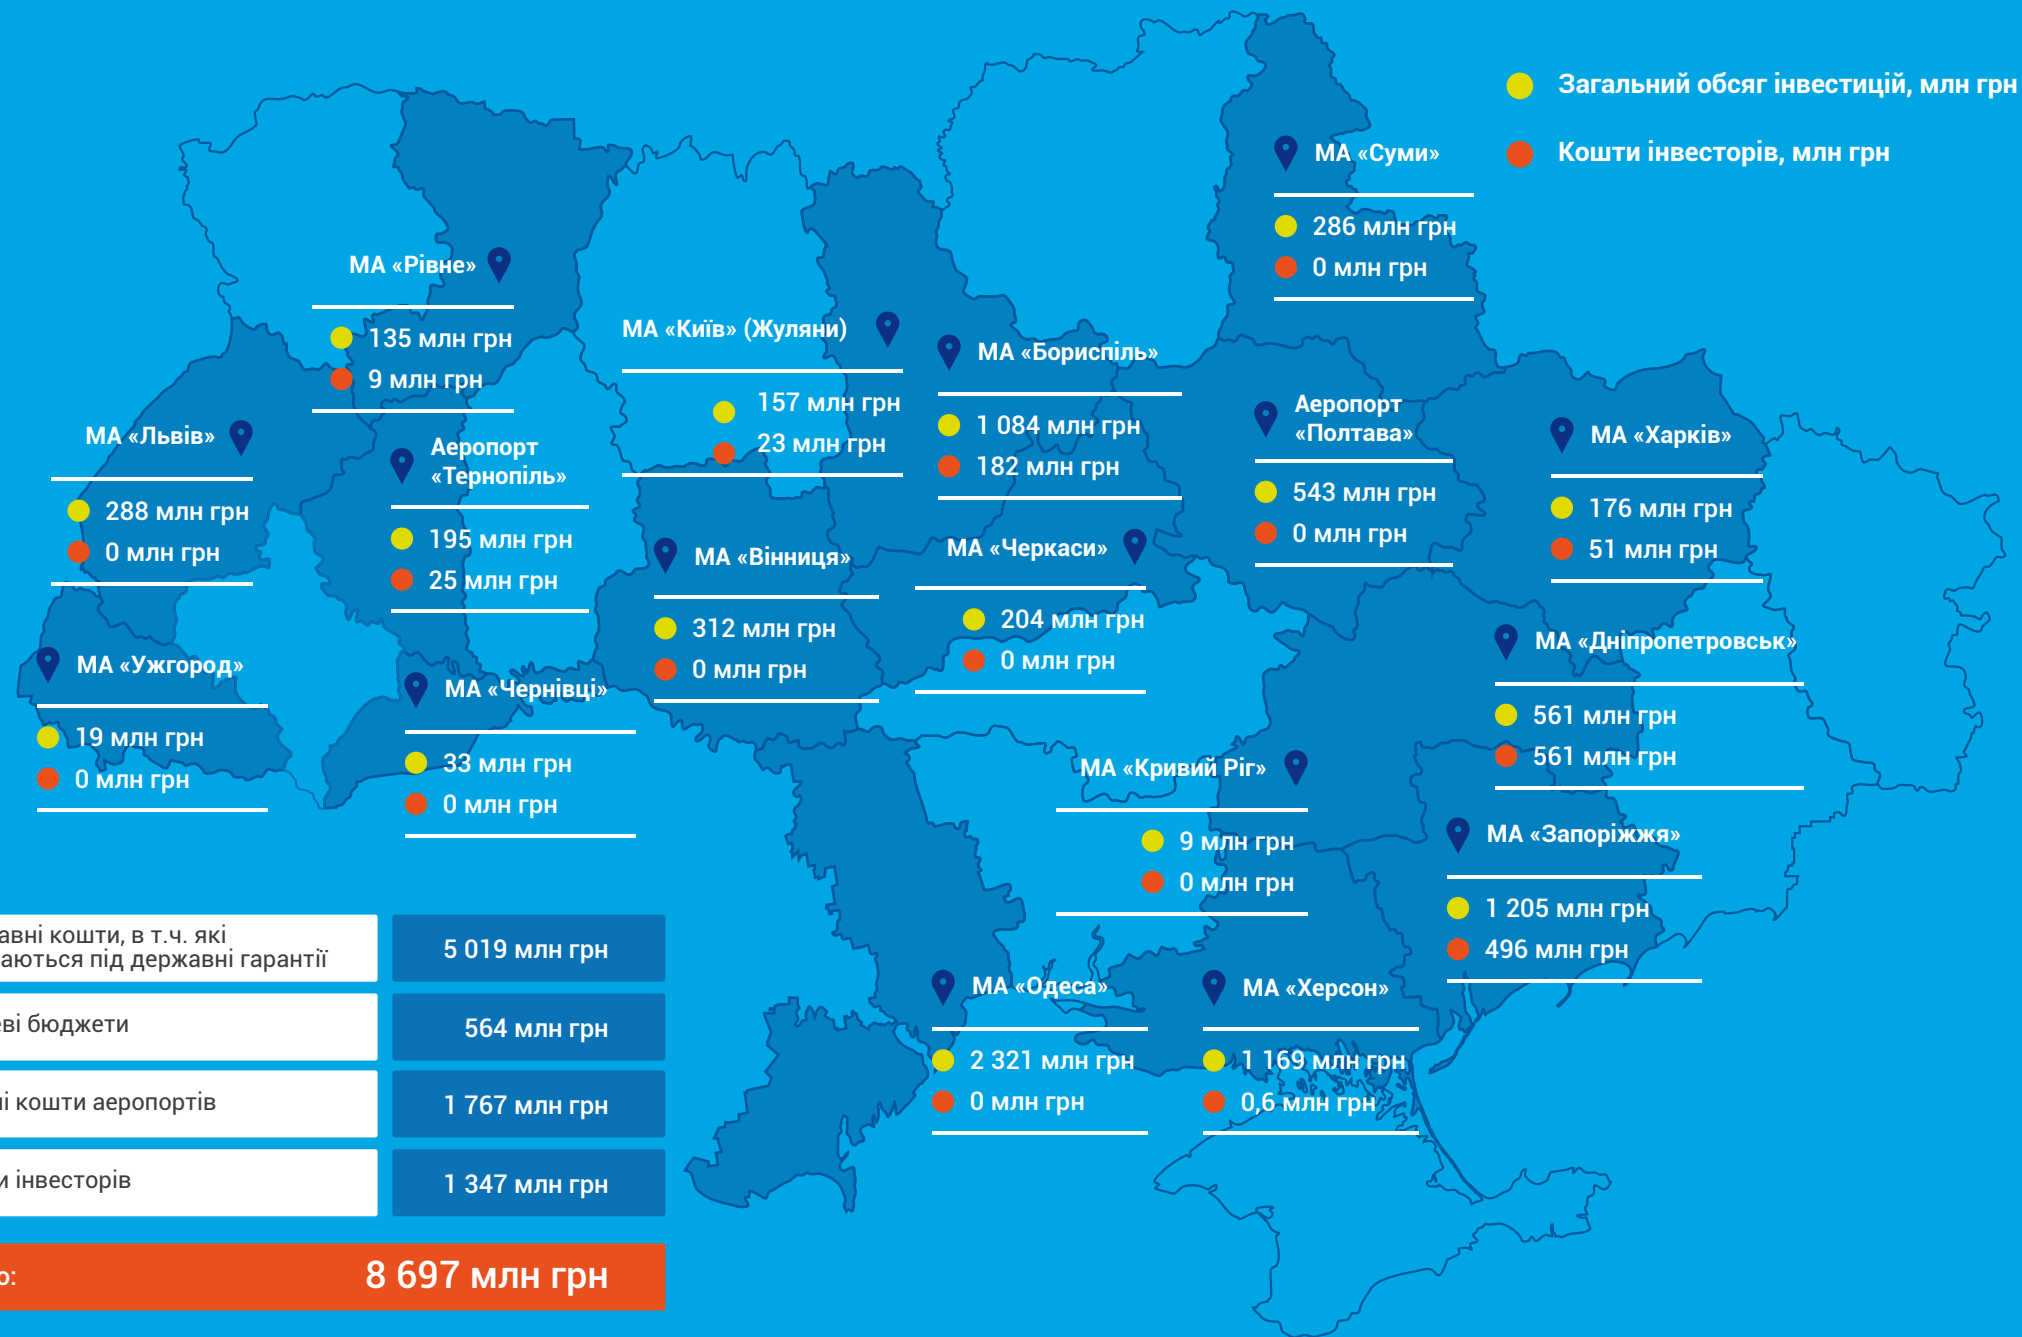 Загальний обсяг інвестицій, млн грн
Кошти інвесторів, млн грн
МА «Суми»
286 млн грн
0 млн грн
МА «Рівне»
135 млн грн
9 млн грн
МА «Київ» (Жуляни)
157 млн грн
23 млн грн
МА «Бориспіль»
1 084 млн грн
182 млн грн
Аеропорт
«Полтава»
543 млн грн
0 млн грн
МА «Харків»
176 млн грн
51 млн грн
МА «Львів»
288 млн грн
0 млн грн
Аеропорт
«Тернопіль»
195 млн грн
25 млн грн
МА «Вінниця»
312 млн грн
0 млн грн
МА «Черкаси»
204 млн грн
0 млн грн
МА «Дніпропетровськ»
561 млн грн
561 млн грн
МА «Ужгород»
19 млн грн
0 млн грн
МА «Чернівці»
33 млн грн
0 млн грн
МА «Кривий Ріг»
9 млн грн
0 млн грн
МА «Запоріжжя»
1 205 млн грн
496 млн грн
МА «Одеса»
2 321 млн грн
0 млн грн
МА «Херсон»
1 169 млн грн
0,6 млн грн
авні кошти, в т.ч. які
аються під державні гарантії
5 019 млн грн
еві бюджети
564 млн грн
і кошти аеропортів
1 767 млн грн
и інвесторів
1 347 млн грн
о:
8 697 млн грн